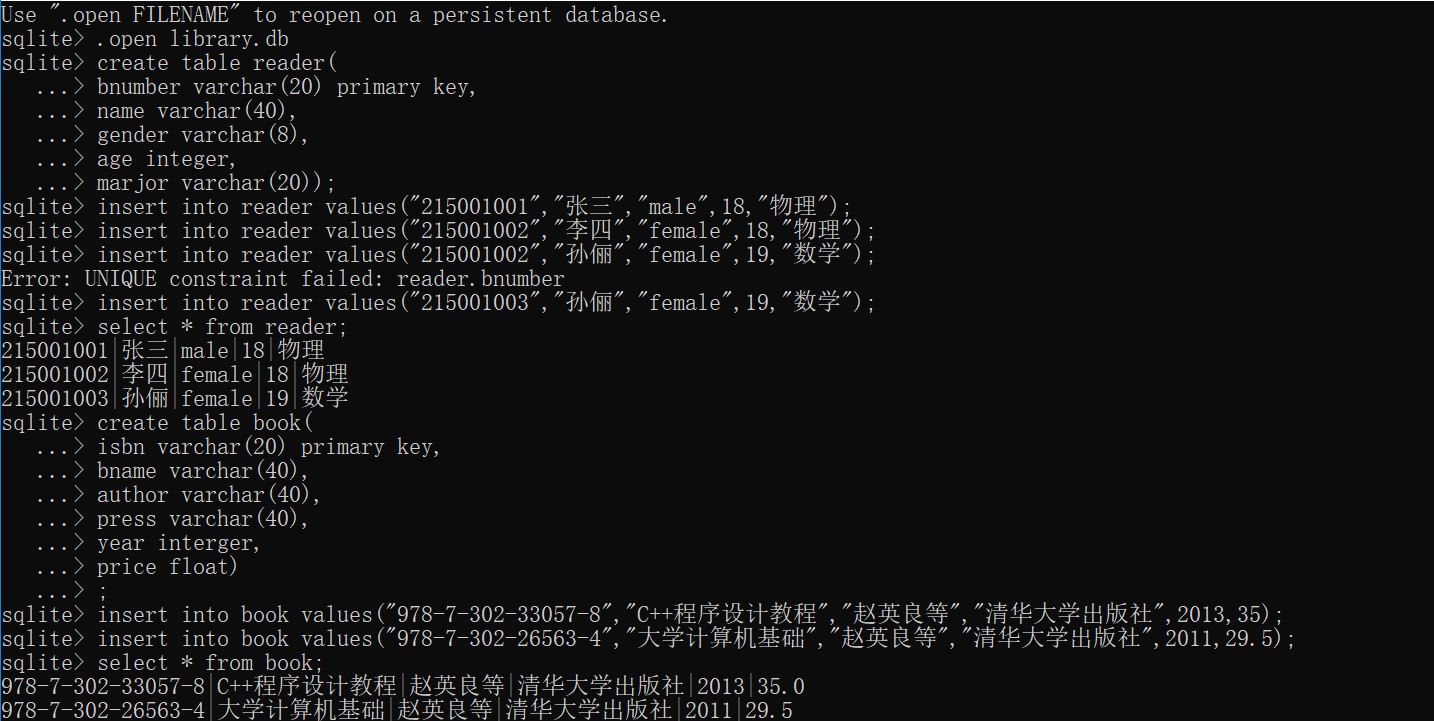 Use ".open FILENAME" to reopen on a persistent database.
sqlite> .open library.db
sqlite> create table reader(
   ...> bnumber varchar(20) primary key,
   ...> name varchar(40),
   ...> gender varchar(8),
   ...> age integer,
   ...> marjor varchar(20));
sqlite> insert into reader values("215001001","张三","male",18,"物理");
sqlite> insert into reader values("215001002","李四","female",18,"物理");
sqlite> insert into reader values("215001002","孙俪","female",19,"数学");
Error: UNIQUE constraint failed: reader.bnumber
sqlite> insert into reader values("215001003","孙俪","female",19,"数学");
sqlite> select * from reader;
215001001|张三|male|18|物理
215001002|李四|female|18|物理
215001003|孙俪|female|19|数学
sqlite> create table book(
   ...> isbn varchar(20) primary key,
   ...> bname varchar(40),
   ...> author varchar(40),
   ...> press varchar(40),
   ...> year interger,
   ...> price float)
   ...> ;
sqlite> insert into book values("978-7-302-33057-8","C++程序设计教程","赵英良等","清华大学出版社",2013,35);
sqlite> insert into book values("978-7-302-26563-4","大学计算机基础","赵英良等","清华大学出版社",2011,29.5);
sqlite> select * from book;
978-7-302-33057-8|C++程序设计教程|赵英良等|清华大学出版社|2013|35.0
978-7-302-26563-4|大学计算机基础|赵英良等|清华大学出版社|2011|29.5